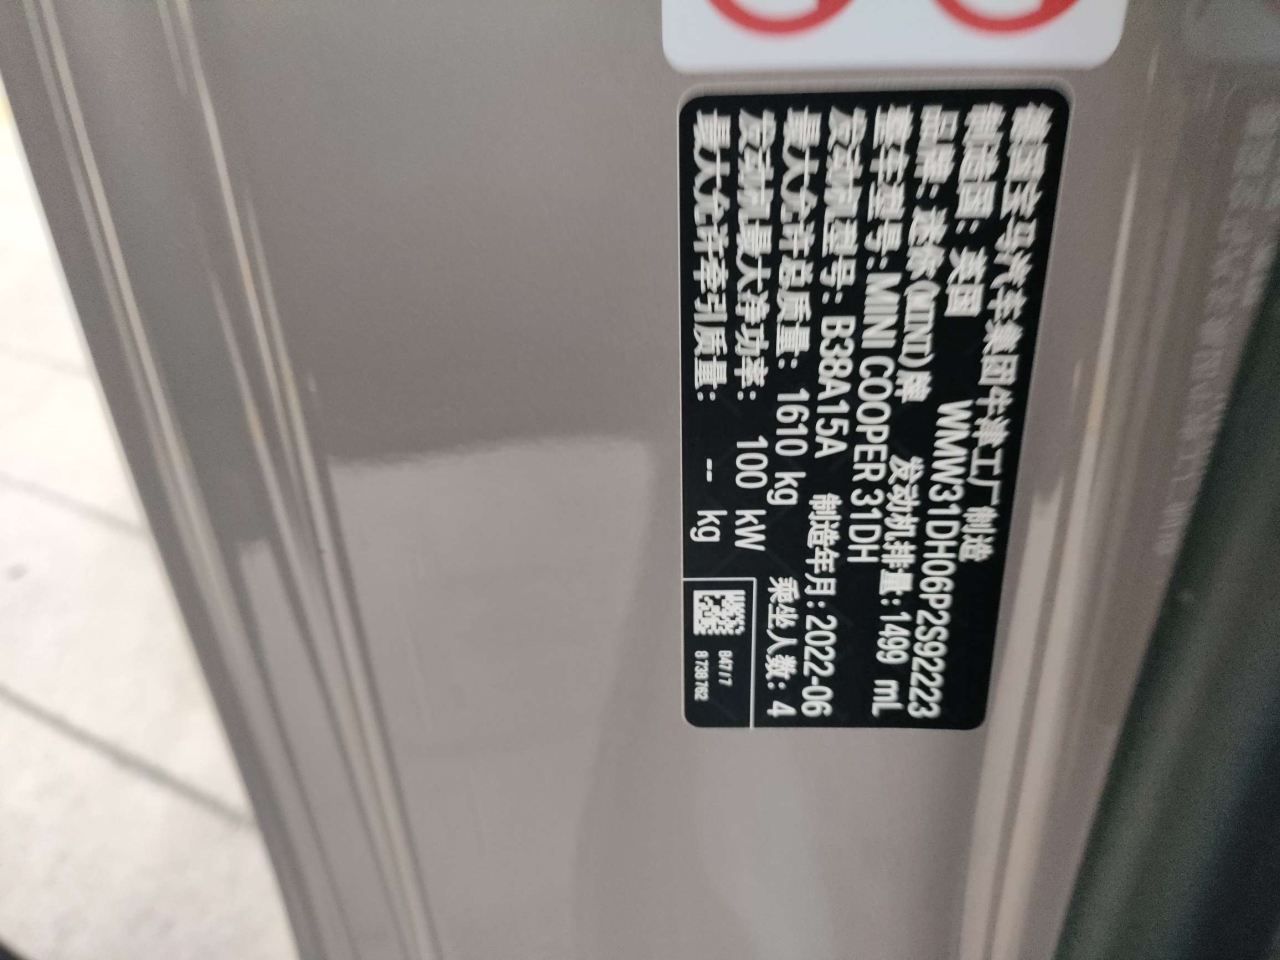 德国宝马汽车集团牛津工厂制造
制造国：英国 WMW31DH06P2S92223
品牌：迷你(MINI)牌 发动机排量：1499 mL
整车型号：MINI COOPER 31DH
发动机型号：B38A15A 制造年月：2022-06
最大允许总质量：1610 kg 乘坐人数：4
发动机最大净功率：100 kW
最大允许牵引质量：-- kg
8 738 762